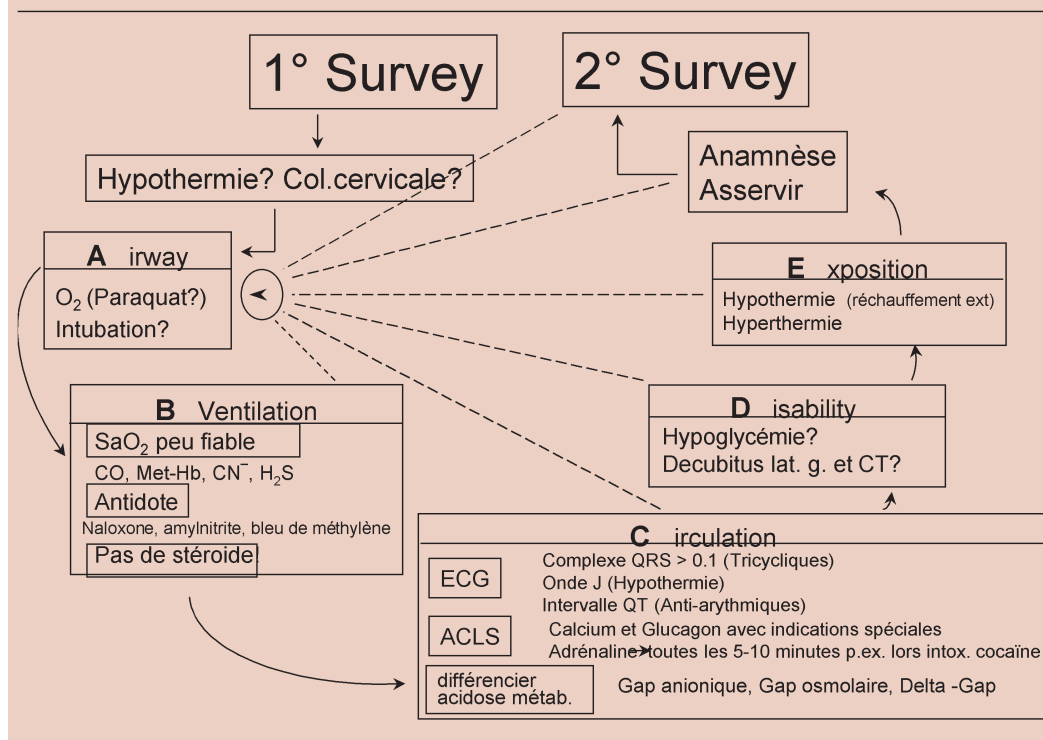 1° Survey
2° Survey
Hypothermie? Col.cervicale?
Anamnèse
Asservir
A irway
O₂ (Paraquat?)
Intubation?
E xposition
Hypothermie (réchauffement ext)
Hyperthermie
B Ventilation
SaO₂ peu fiable
CO, Met-Hb, CN⁻, H₂S
Antidote
Naloxone, amylnitrite, bleu de méthylène
Pas de stéroide!
D isability
Hypoglycémie?
Decubitus lat. g. et CT?
C irculation
ECG
Complexe QRS > 0.1 (Tricycliques)
Onde J (Hypothermie)
Intervalle QT (Anti-arythmiques)
ACLS
Calcium et Glucagon avec indications spéciales
Adrénaline toutes les 5-10 minutes p.ex. lors intox. cocaïne
différencier
acidose métab.
Gap anionique, Gap osmolaire, Delta -Gap